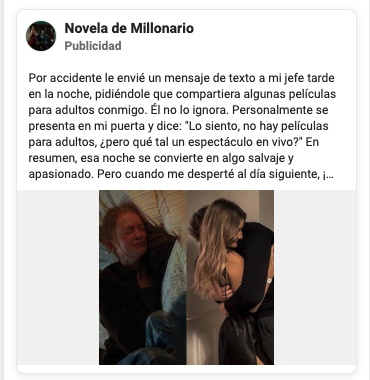 Novela de Millonario
Publicidad
Por accidente le envié un mensaje de texto a mi jefe tarde
en la noche, pidiéndole que compartiera algunas películas
para adultos conmigo. Él no lo ignora. Personalmente se
presenta en mi puerta y dice: "Lo siento, no hay películas
para adultos, ¿pero qué tal un espectáculo en vivo?" En
resumen, esa noche se convierte en algo salvaje y
apasionado. Pero cuando me desperté al día siguiente, ¡...